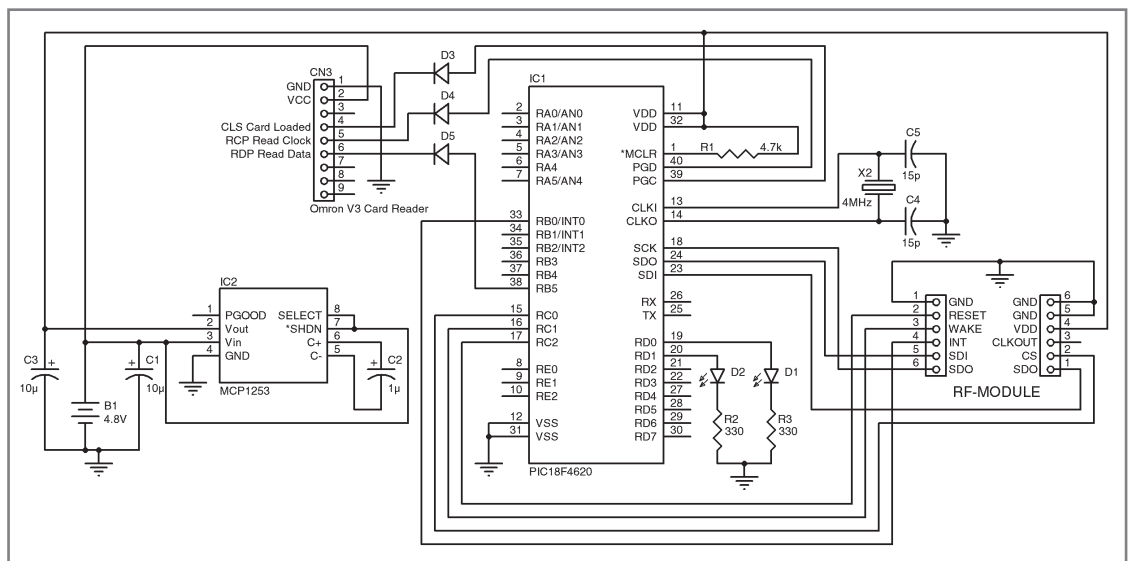 CN3
GND 1
VCC 2
3
CLS Card Loaded 4
RCP Read Clock 5
RDP Read Data 6
7
8
9
Omron V3 Card Reader
D3
D4
D5
IC1
2 RA0/AN0
3 RA1/AN1
4 RA2/AN2
5 RA3/AN3
6 RA4
7 RA5/AN4
33 RB0/INT0
34 RB1/INT1
35 RB2/INT2
36 RB3
37 RB4
38 RB5
15 RC0
16 RC1
17 RC2
8 RE0
9 RE1
10 RE2
12 VSS
31 VSS
VDD 11
VDD 32
*MCLR 1
PGD 40
PGC 39
CLKI 13
CLKO 14
SCK 18
SDO 24
SDI 23
RX 26
TX 25
RD0 19
RD1 20
RD2 21
RD3 22
RD4 27
RD5 28
RD6 29
RD7 30
PIC18F4620
R1 4.7k
C5
15p
X2
4MHz
C4
15p
IC2
1 PGOOD
2 Vout
3 Vin
4 GND
SELECT 8
*SHDN 7
C+ 6
C- 5
MCP1253
C3 +
10µ
B1
4.8V
+ C1
10µ
+ C2
1µ
D2
D1
R2
330
R3
330
1 GND
2 RESET
3 WAKE
4 INT
5 SDI
6 SDO
GND 6
GND 5
VDD 4
CLKOUT 3
CS 2
SDO 1
RF-MODULE